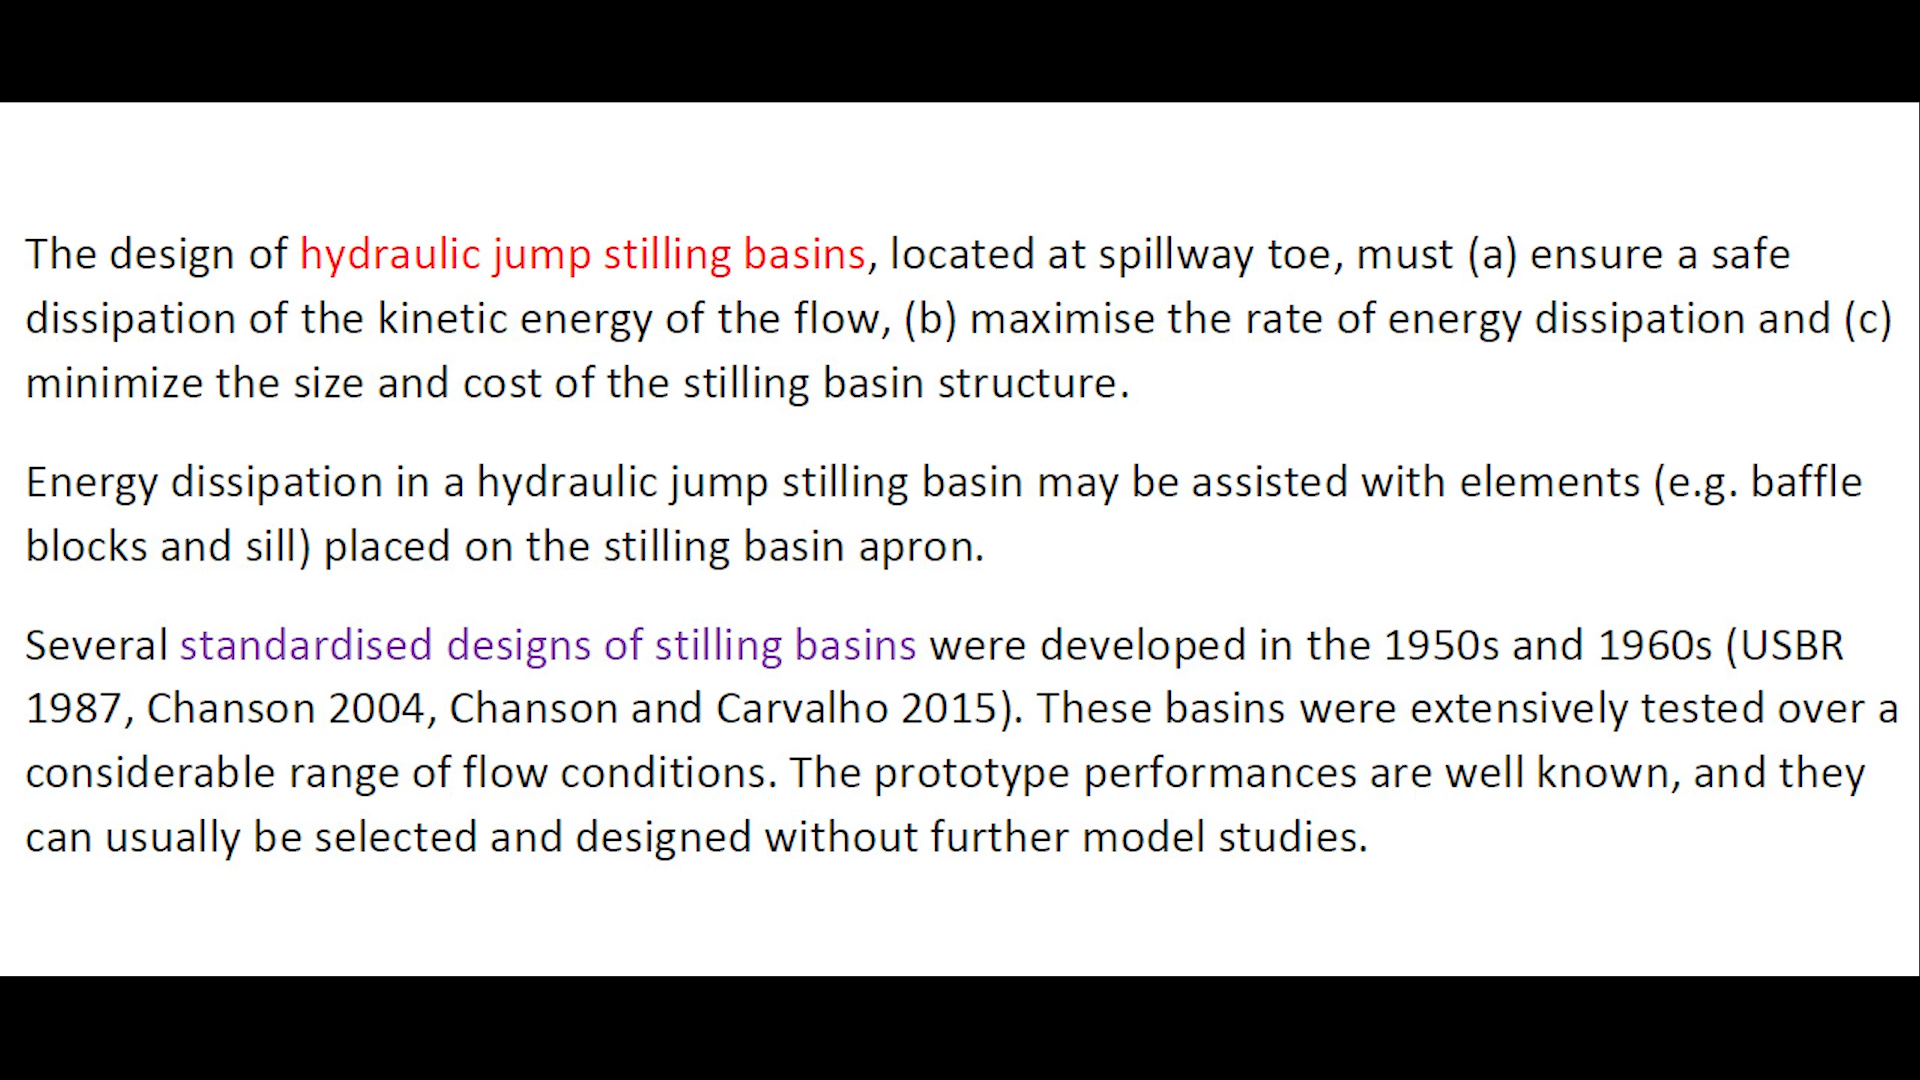 The design of hydraulic jump stilling basins, located at spillway toe, must (a) ensure a safe
dissipation of the kinetic energy of the flow, (b) maximise the rate of energy dissipation and (c)
minimize the size and cost of the stilling basin structure.
Energy dissipation in a hydraulic jump stilling basin may be assisted with elements (e.g. baffle
blocks and sill) placed on the stilling basin apron.
Several standardised designs of stilling basins were developed in the 1950s and 1960s (USBR
1987, Chanson 2004, Chanson and Carvalho 2015). These basins were extensively tested over a
considerable range of flow conditions. The prototype performances are well known, and they
can usually be selected and designed without further model studies.